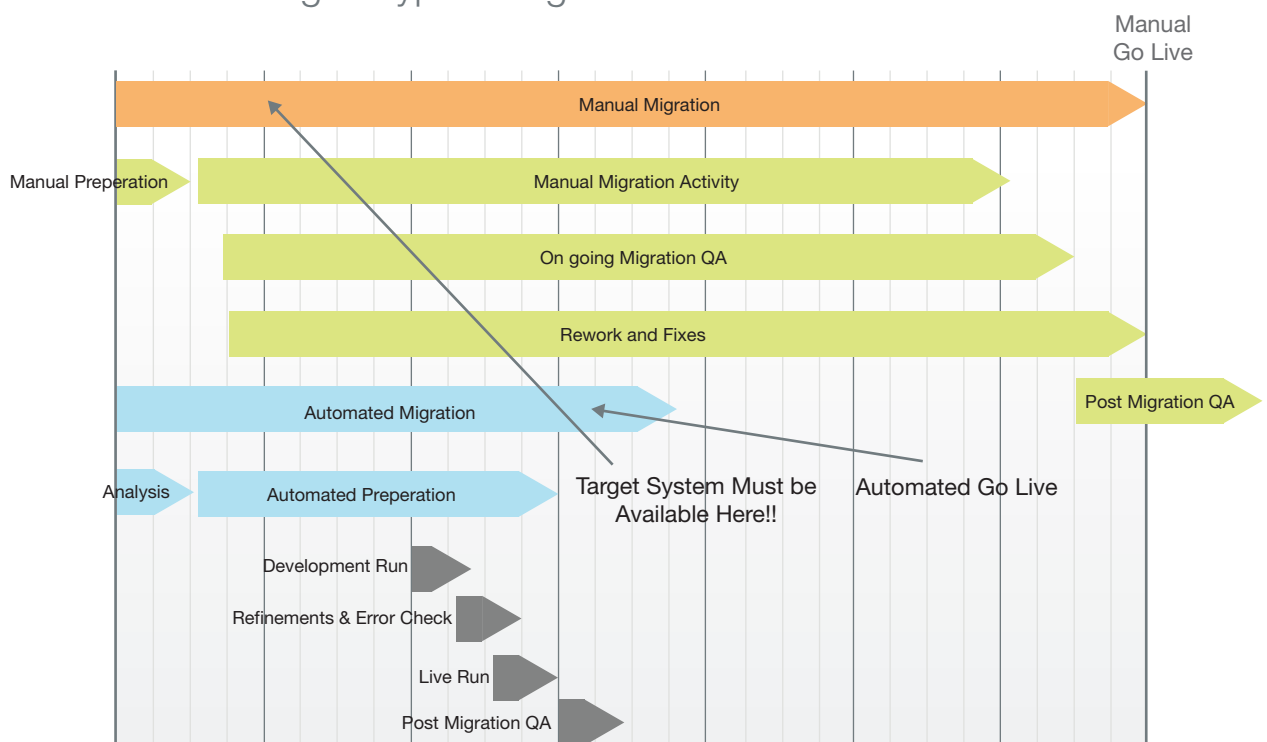 Manual
Go Live
Manual Migration
Manual Preperation
Manual Migration Activity
On going Migration QA
Rework and Fixes
Automated Migration
Post Migration QA
Analysis
Automated Preperation
Target System Must be
Available Here!!
Automated Go Live
Development Run
Refinements & Error Check
Live Run
Post Migration QA